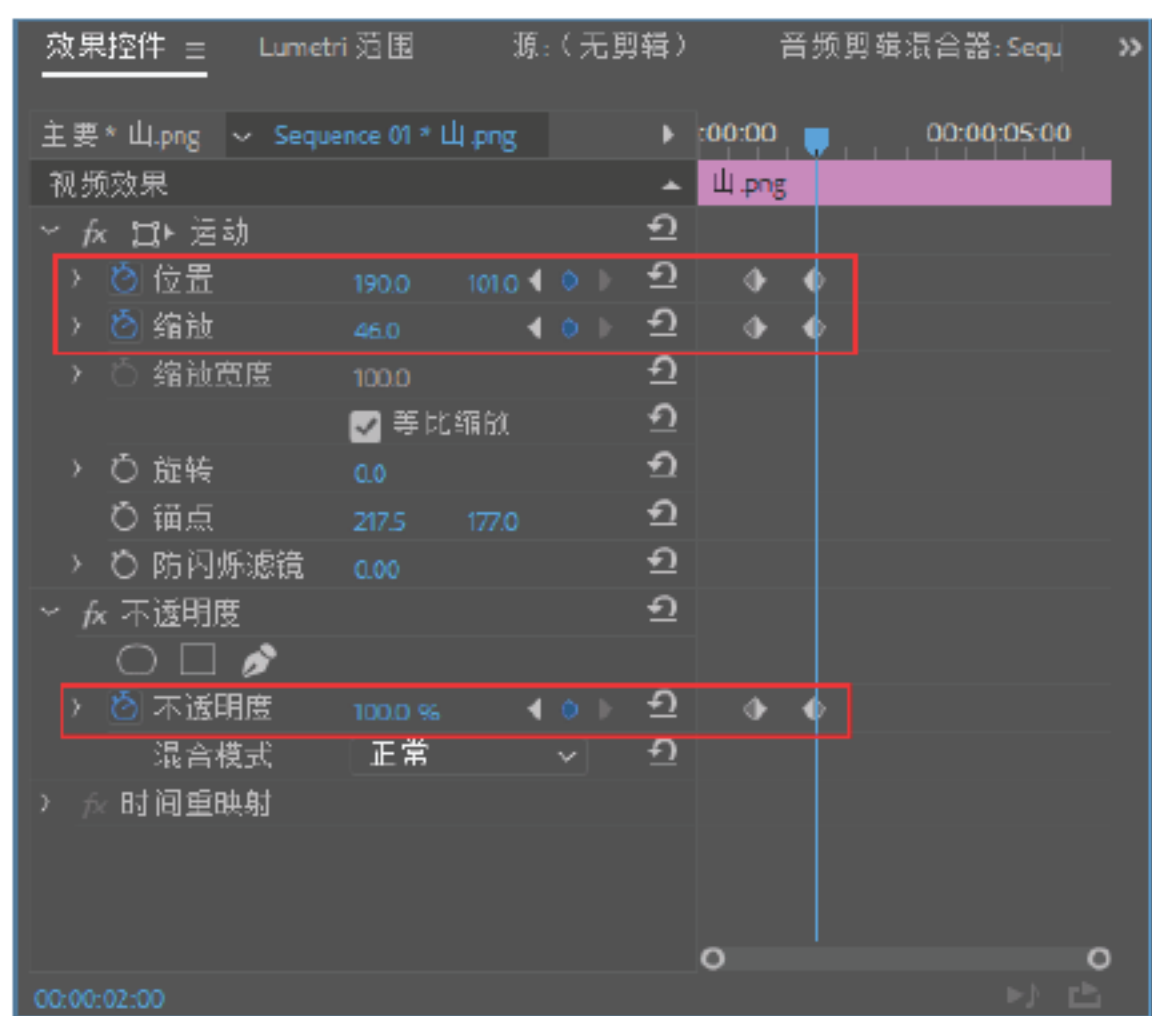 效果控件 Lumetri 范围 源:（无剪辑） 音频剪辑混合器: Sequ
主要* 山.png Sequence 01 * 山.png :00:00 00:00:05:00
视频效果 山.png
fx 运动
位置 190.0 101.0
缩放 46.0
缩放宽度 100.0
等比缩放
旋转 0.0
锚点 217.5 177.0
防闪烁滤镜 0.00
fx 不透明度
不透明度 100.0 %
混合模式 正常
fx 时间重映射
00:00:02:00